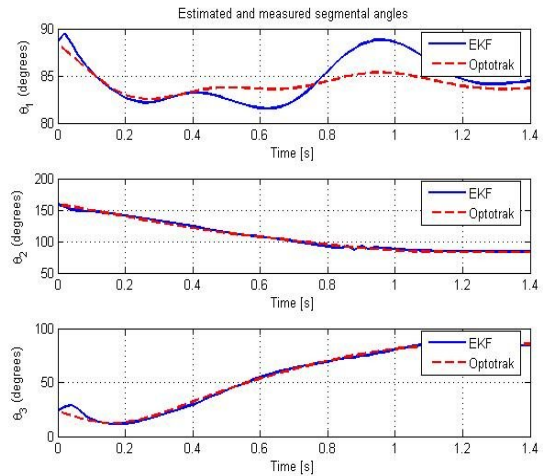 Estimated and measured segmental angles
90
85
80
θ1 (degrees)
EKF
Optotrak
0 0.2 0.4 0.6 0.8 1 1.2 1.4
Time [s]
200
150
100
50
θ2 (degrees)
EKF
Optotrak
0 0.2 0.4 0.6 0.8 1 1.2 1.4
Time [s]
100
50
0
θ3 (degrees)
EKF
Optotrak
0 0.2 0.4 0.6 0.8 1 1.2 1.4
Time [s]